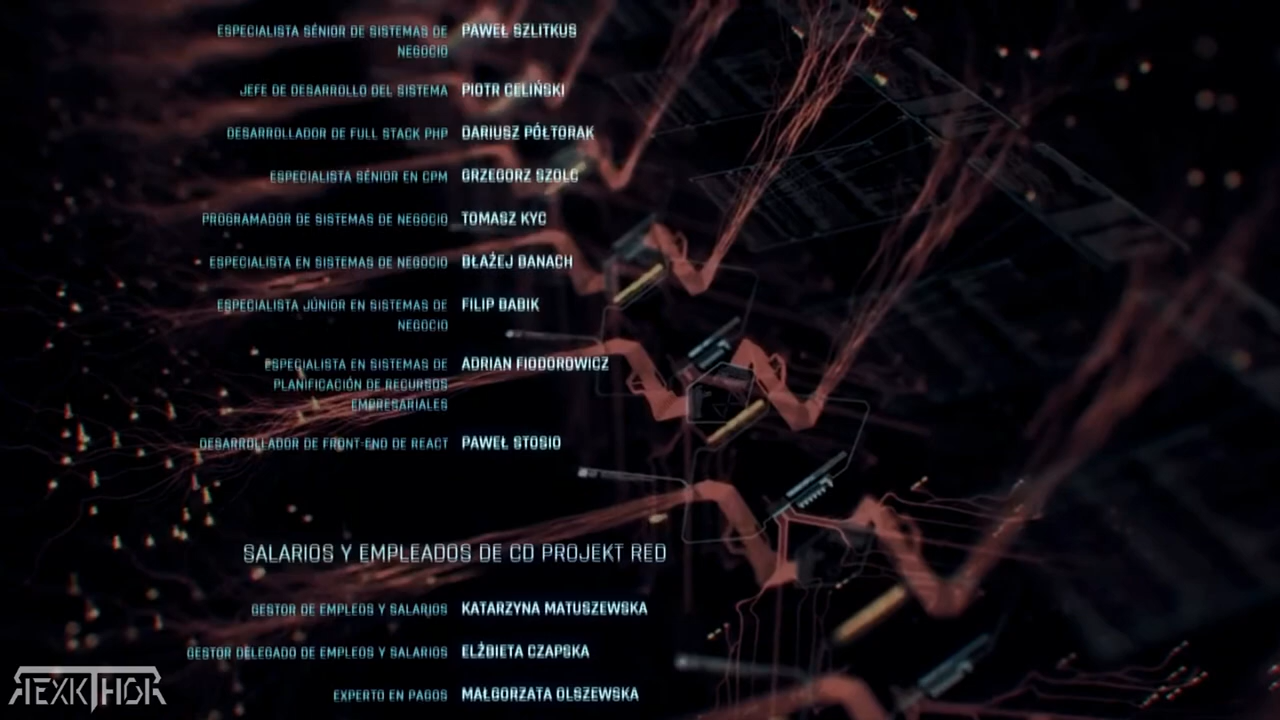 ESPECIALISTA SÉNIOR DE SISTEMAS DE PAWEŁ SZLITKUS
NEGOCIO
JEFE DE DESARROLLO DEL SISTEMA PIOTR CELIŃSKI
DESARROLLADOR DE FULL STACK PHP DARIUSZ PÓŁTORAK
ESPECIALISTA SÉNIOR EN CPM GRZEGORZ SZOLC
PROGRAMADOR DE SISTEMAS DE NEGOCIO TOMASZ KYC
ESPECIALISTA EN SISTEMAS DE NEGOCIO BŁAŻEJ BANACH
ESPECIALISTA JÚNIOR EN SISTEMAS DE FILIP BABIK
NEGOCIO
ESPECIALISTA EN SISTEMAS DE ADRIAN FIODOROWICZ
PLANIFICACIÓN DE RECURSOS
EMPRESARIALES
DESARROLLADOR DE FRONT-END DE REACT PAWEŁ STOSIO
SALARIOS Y EMPLEADOS DE CD PROJEKT RED
GESTOR DE EMPLEOS Y SALARIOS KATARZYNA MATUSZEWSKA
GESTOR DELEGADO DE EMPLEOS Y SALARIOS ELŻBIETA CZAPSKA
EXPERTO EN PAGOS MAŁGORZATA OLSZEWSKA